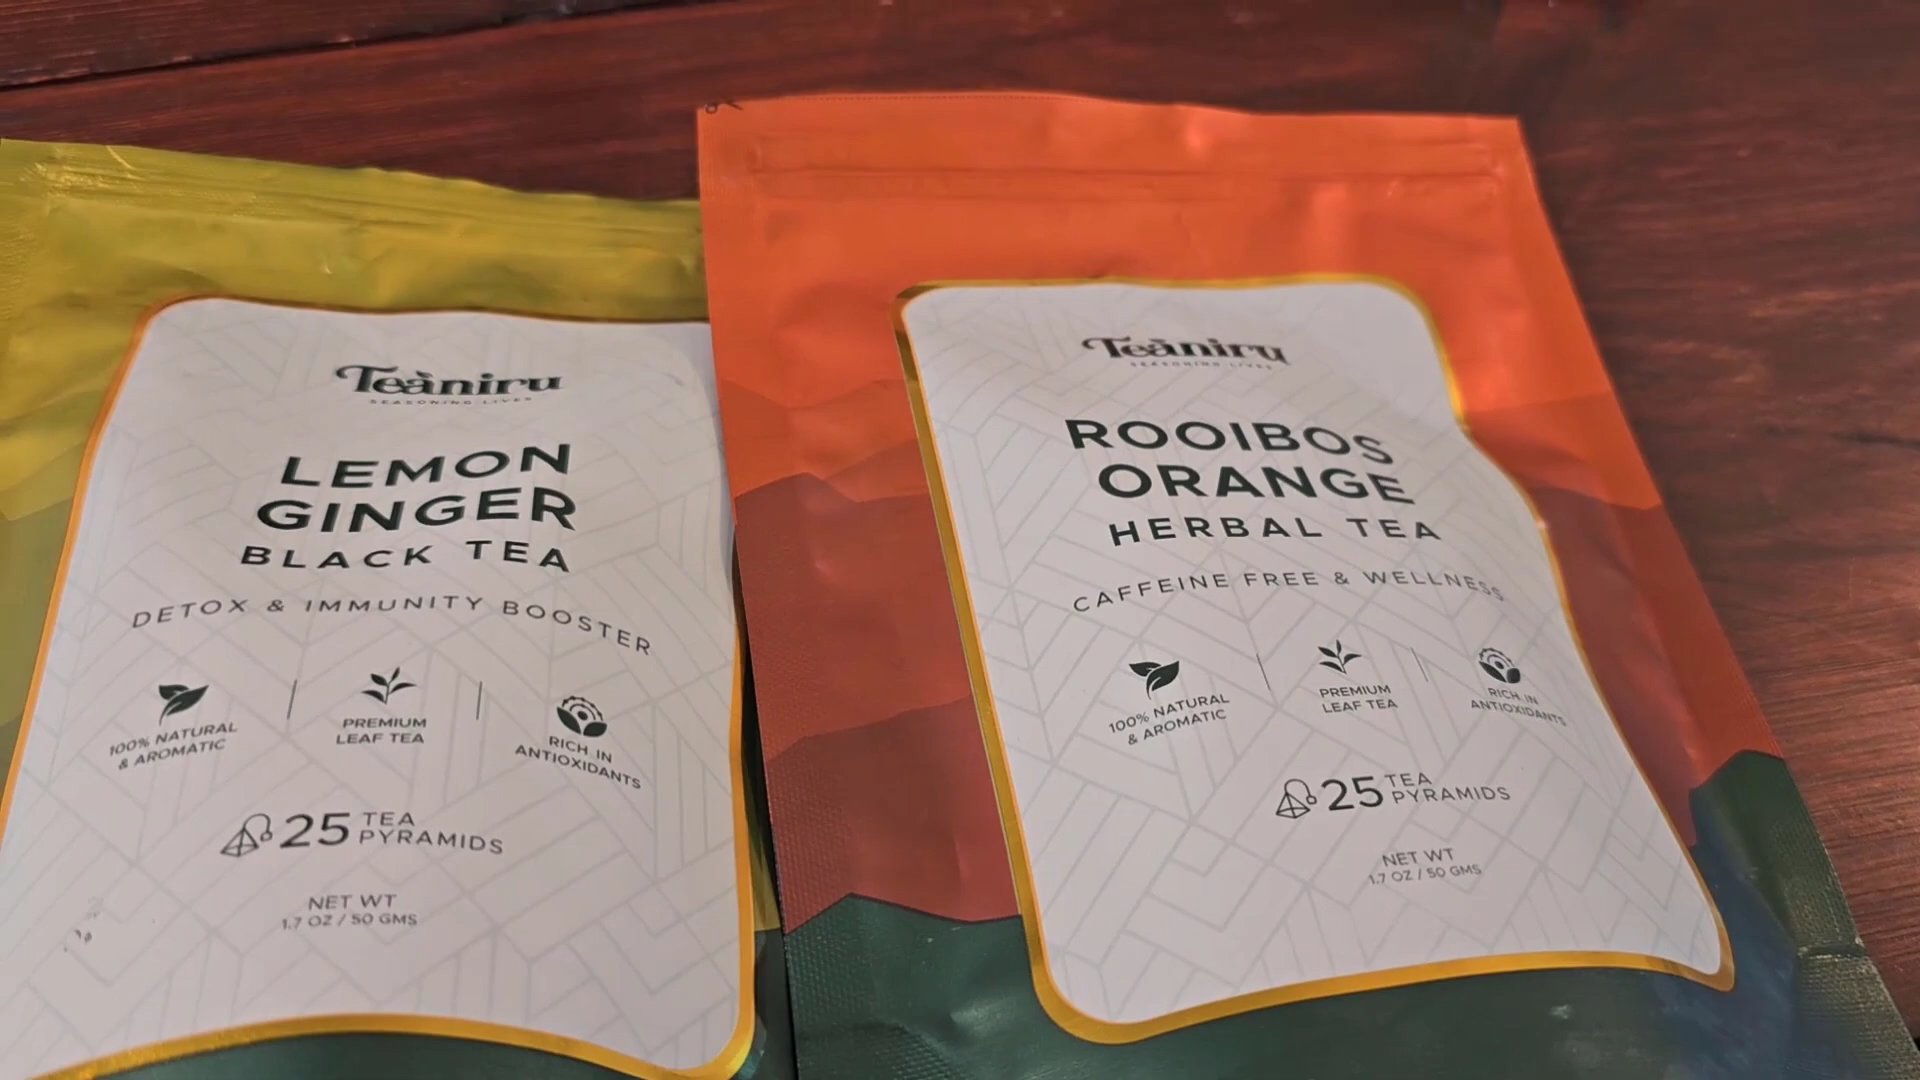 Teàniru
SEASONING LIVES
LEMON
GINGER
BLACK TEA
DETOX & IMMUNITY BOOSTER
100% NATURAL
& AROMATIC
PREMIUM
LEAF TEA
RICH IN
ANTIOXIDANTS
25 TEA
PYRAMIDS
NET WT
1.7 OZ / 50 GMS
Teàniru
SEASONING LIVES
ROOIBOS
ORANGE
HERBAL TEA
CAFFEINE FREE & WELLNESS
100% NATURAL
& AROMATIC
PREMIUM
LEAF TEA
RICH IN
ANTIOXIDANTS
25 TEA
PYRAMIDS
NET WT
1.7 OZ / 50 GMS